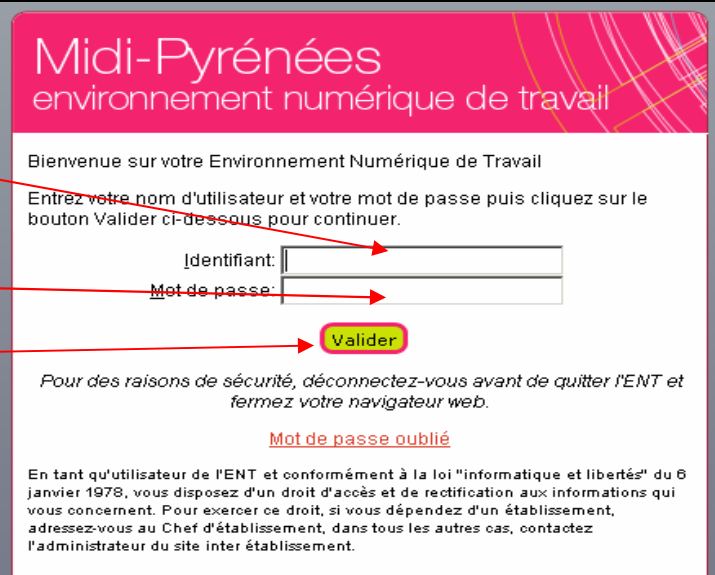 Midi-Pyrénées
environnement numérique de travail
Bienvenue sur votre Environnement Numérique de Travail
Entrez votre nom d'utilisateur et votre mot de passe puis cliquez sur le
bouton Valider ci-dessous pour continuer.
Identifiant:
Mot de passe:
Valider
Pour des raisons de sécurité, déconnectez-vous avant de quitter l'ENT et
fermez votre navigateur web.
Mot de passe oublié
En tant qu'utilisateur de l'ENT et conformément à la loi "informatique et libertés" du 6
janvier 1978, vous disposez d'un droit d'accès et de rectification aux informations qui
vous concernent. Pour exercer ce droit, si vous dépendez d'un établissement,
adressez-vous au Chef d'établissement, dans tous les autres cas, contactez
l'administrateur du site inter établissement.